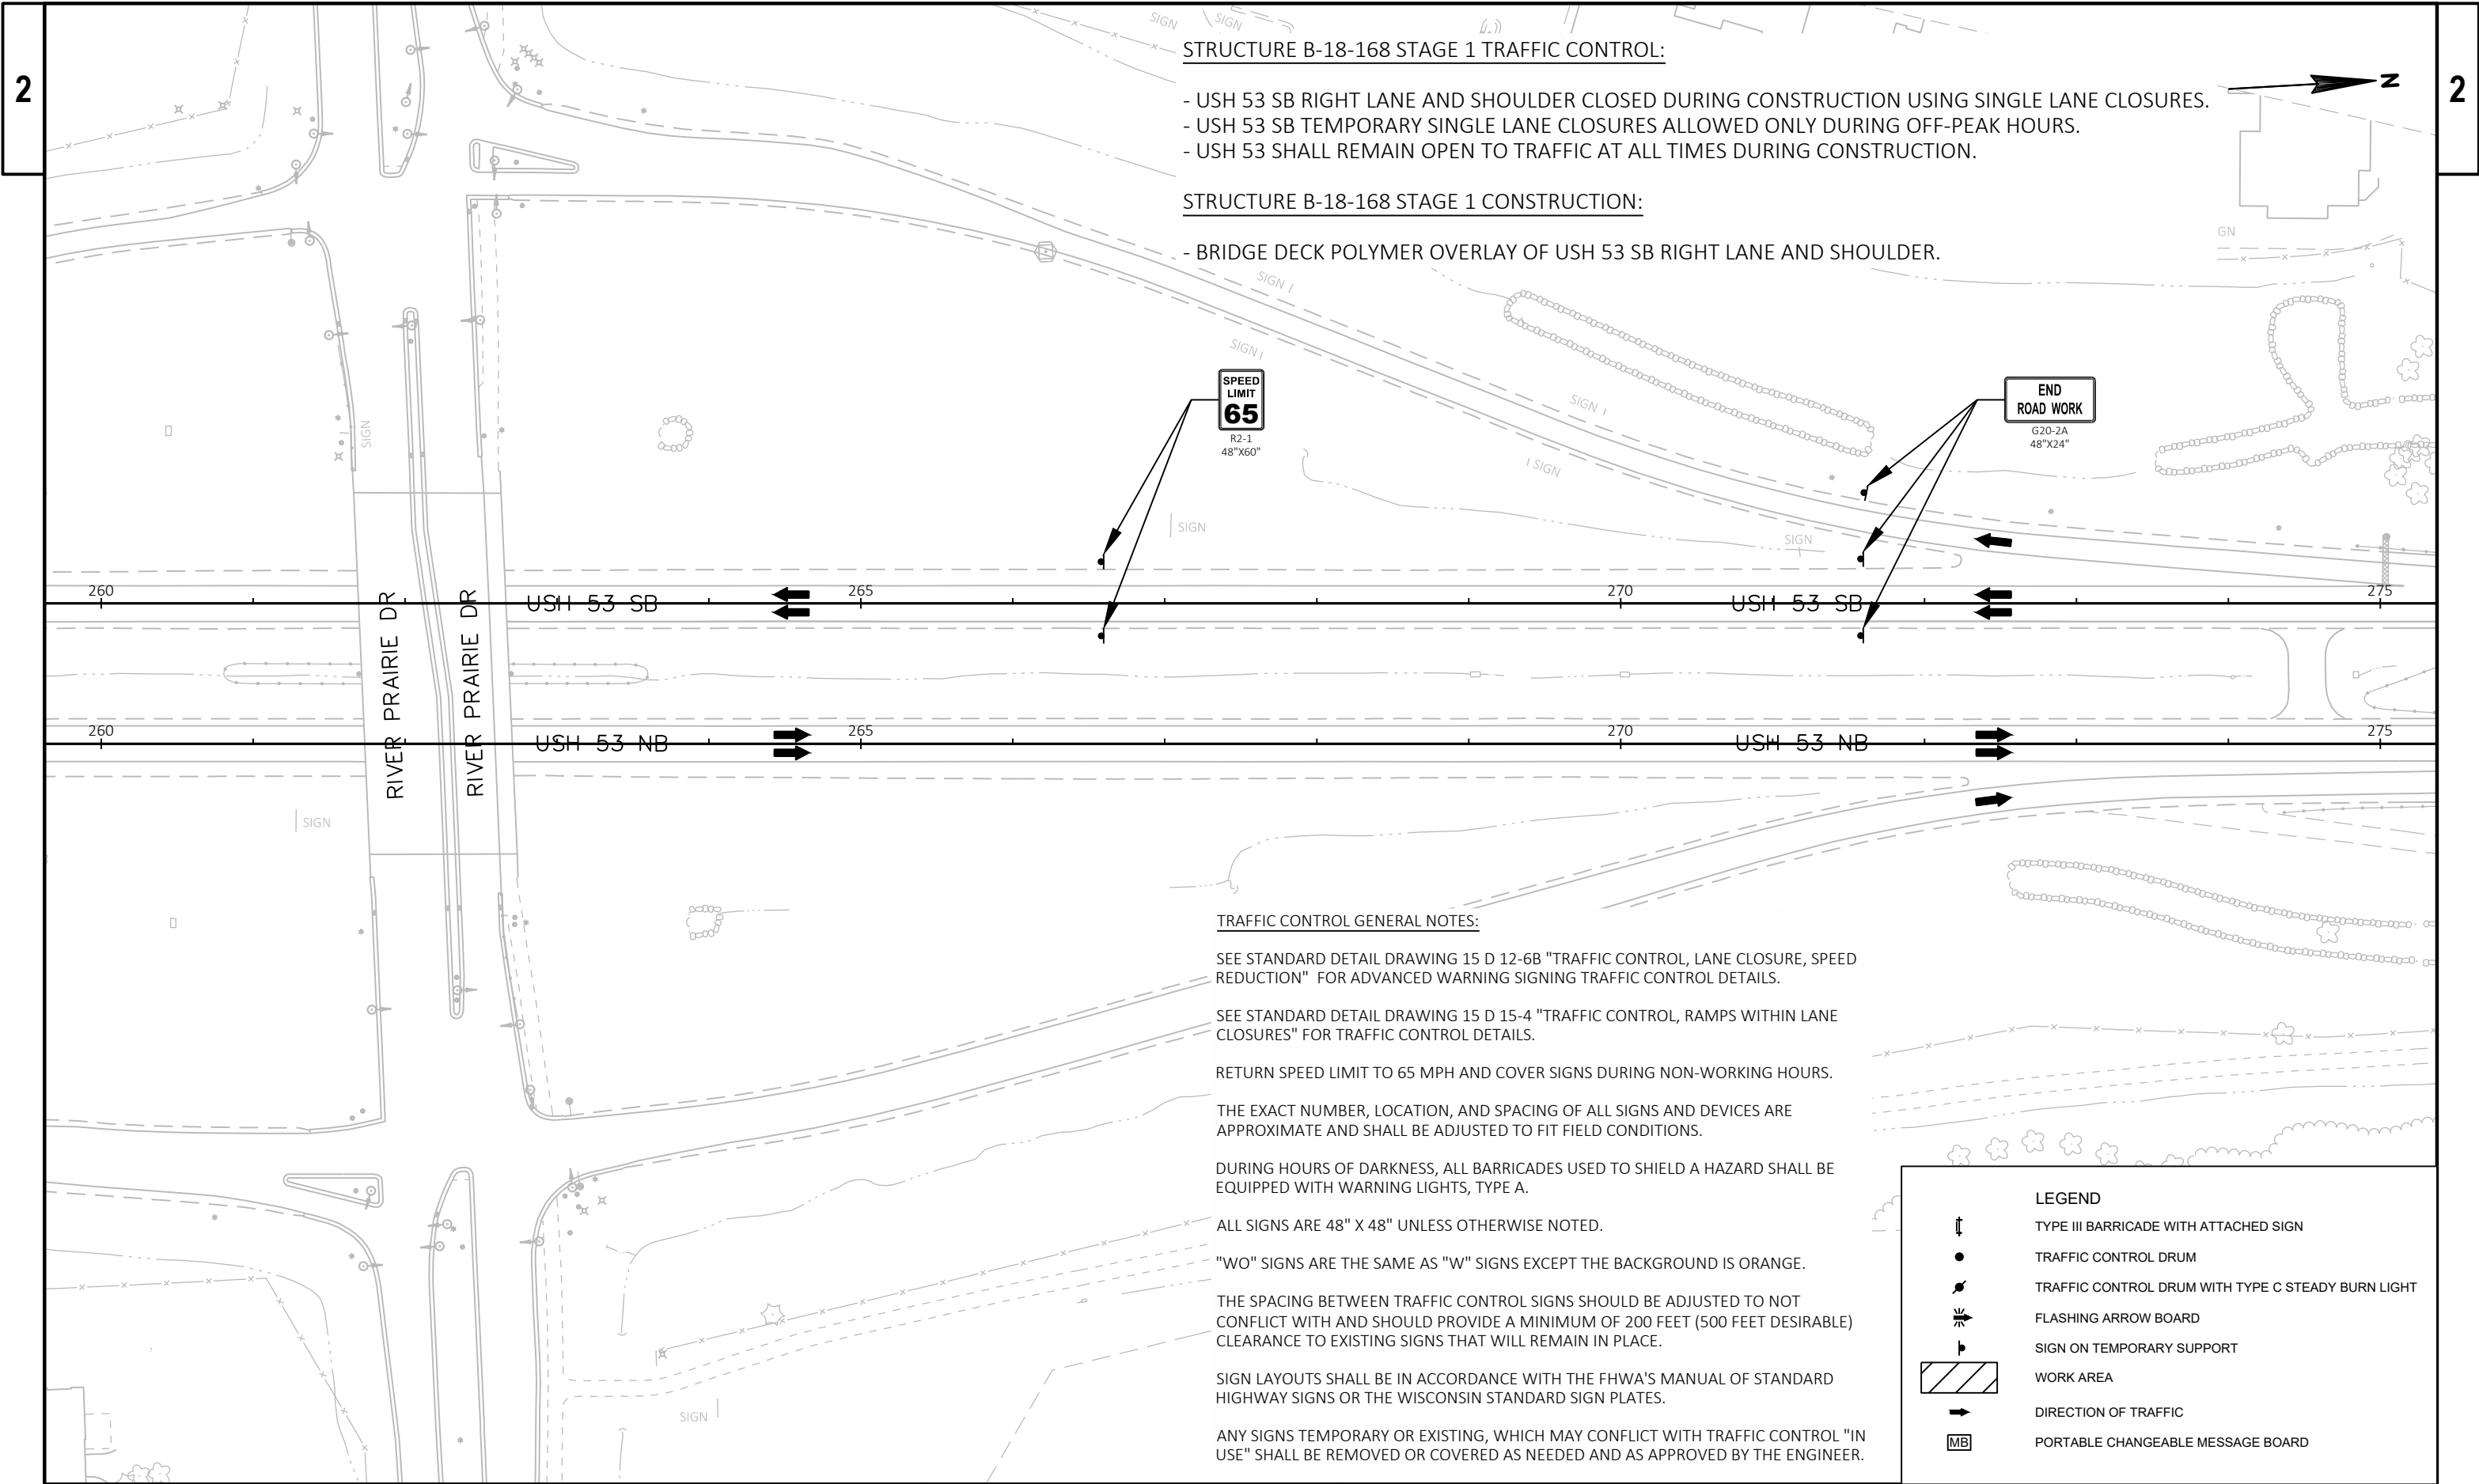 2
2
SIGN
SIGN
STRUCTURE B-18-168 STAGE 1 TRAFFIC CONTROL:
- USH 53 SB RIGHT LANE AND SHOULDER CLOSED DURING CONSTRUCTION USING SINGLE LANE CLOSURES.
- USH 53 SB TEMPORARY SINGLE LANE CLOSURES ALLOWED ONLY DURING OFF-PEAK HOURS.
- USH 53 SHALL REMAIN OPEN TO TRAFFIC AT ALL TIMES DURING CONSTRUCTION.
STRUCTURE B-18-168 STAGE 1 CONSTRUCTION:
- BRIDGE DECK POLYMER OVERLAY OF USH 53 SB RIGHT LANE AND SHOULDER.
N
GN
SIGN
SIGN
SIGN
SIGN
SIGN
SIGN
SIGN
SPEED
LIMIT
65
R2-1
48"X60"
END
ROAD WORK
G20-2A
48"X24"
260
USH 53 SB
265
270
USH 53 SB
275
RIVER PRAIRIE DR
RIVER PRAIRIE DR
260
USH 53 NB
265
270
USH 53 NB
275
SIGN
SIGN
TRAFFIC CONTROL GENERAL NOTES:
SEE STANDARD DETAIL DRAWING 15 D 12-6B "TRAFFIC CONTROL, LANE CLOSURE, SPEED
REDUCTION" FOR ADVANCED WARNING SIGNING TRAFFIC CONTROL DETAILS.
SEE STANDARD DETAIL DRAWING 15 D 15-4 "TRAFFIC CONTROL, RAMPS WITHIN LANE
CLOSURES" FOR TRAFFIC CONTROL DETAILS.
RETURN SPEED LIMIT TO 65 MPH AND COVER SIGNS DURING NON-WORKING HOURS.
THE EXACT NUMBER, LOCATION, AND SPACING OF ALL SIGNS AND DEVICES ARE
APPROXIMATE AND SHALL BE ADJUSTED TO FIT FIELD CONDITIONS.
DURING HOURS OF DARKNESS, ALL BARRICADES USED TO SHIELD A HAZARD SHALL BE
EQUIPPED WITH WARNING LIGHTS, TYPE A.
ALL SIGNS ARE 48" X 48" UNLESS OTHERWISE NOTED.
"WO" SIGNS ARE THE SAME AS "W" SIGNS EXCEPT THE BACKGROUND IS ORANGE.
THE SPACING BETWEEN TRAFFIC CONTROL SIGNS SHOULD BE ADJUSTED TO NOT
CONFLICT WITH AND SHOULD PROVIDE A MINIMUM OF 200 FEET (500 FEET DESIRABLE)
CLEARANCE TO EXISTING SIGNS THAT WILL REMAIN IN PLACE.
SIGN LAYOUTS SHALL BE IN ACCORDANCE WITH THE FHWA'S MANUAL OF STANDARD
HIGHWAY SIGNS OR THE WISCONSIN STANDARD SIGN PLATES.
ANY SIGNS TEMPORARY OR EXISTING, WHICH MAY CONFLICT WITH TRAFFIC CONTROL "IN
USE" SHALL BE REMOVED OR COVERED AS NEEDED AND AS APPROVED BY THE ENGINEER.
LEGEND
TYPE III BARRICADE WITH ATTACHED SIGN
TRAFFIC CONTROL DRUM
TRAFFIC CONTROL DRUM WITH TYPE C STEADY BURN LIGHT
FLASHING ARROW BOARD
SIGN ON TEMPORARY SUPPORT
WORK AREA
DIRECTION OF TRAFFIC
MB PORTABLE CHANGEABLE MESSAGE BOARD